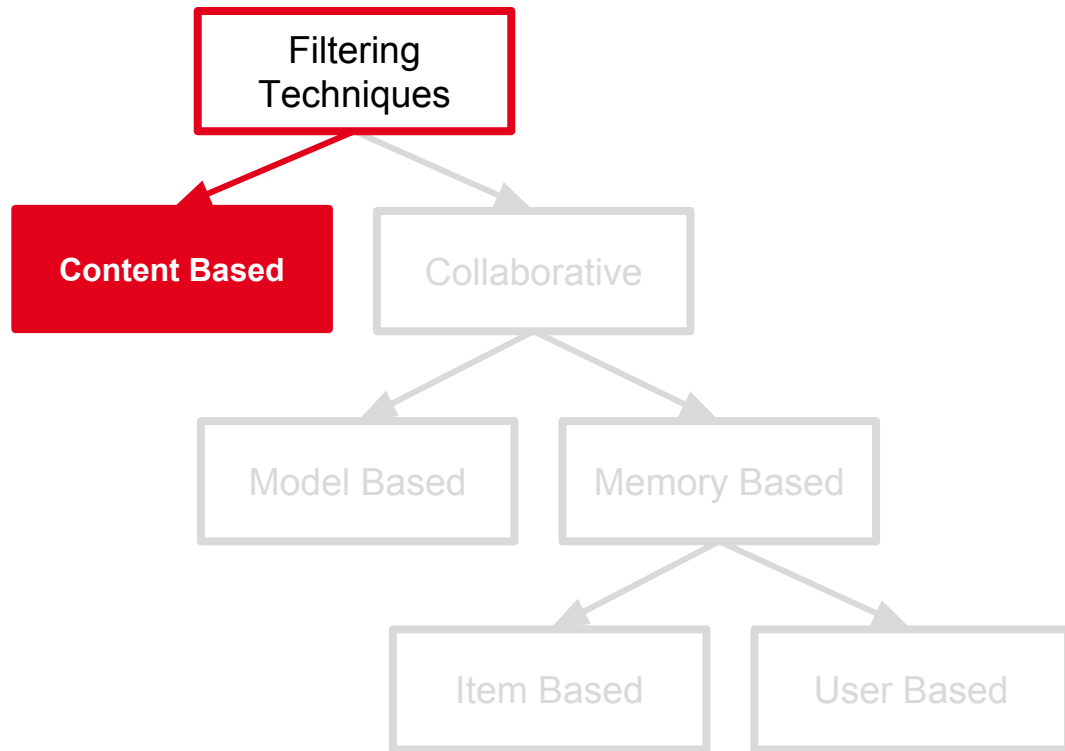 Filtering
Techniques
Content Based
Collaborative
Model Based
Memory Based
Item Based
User Based